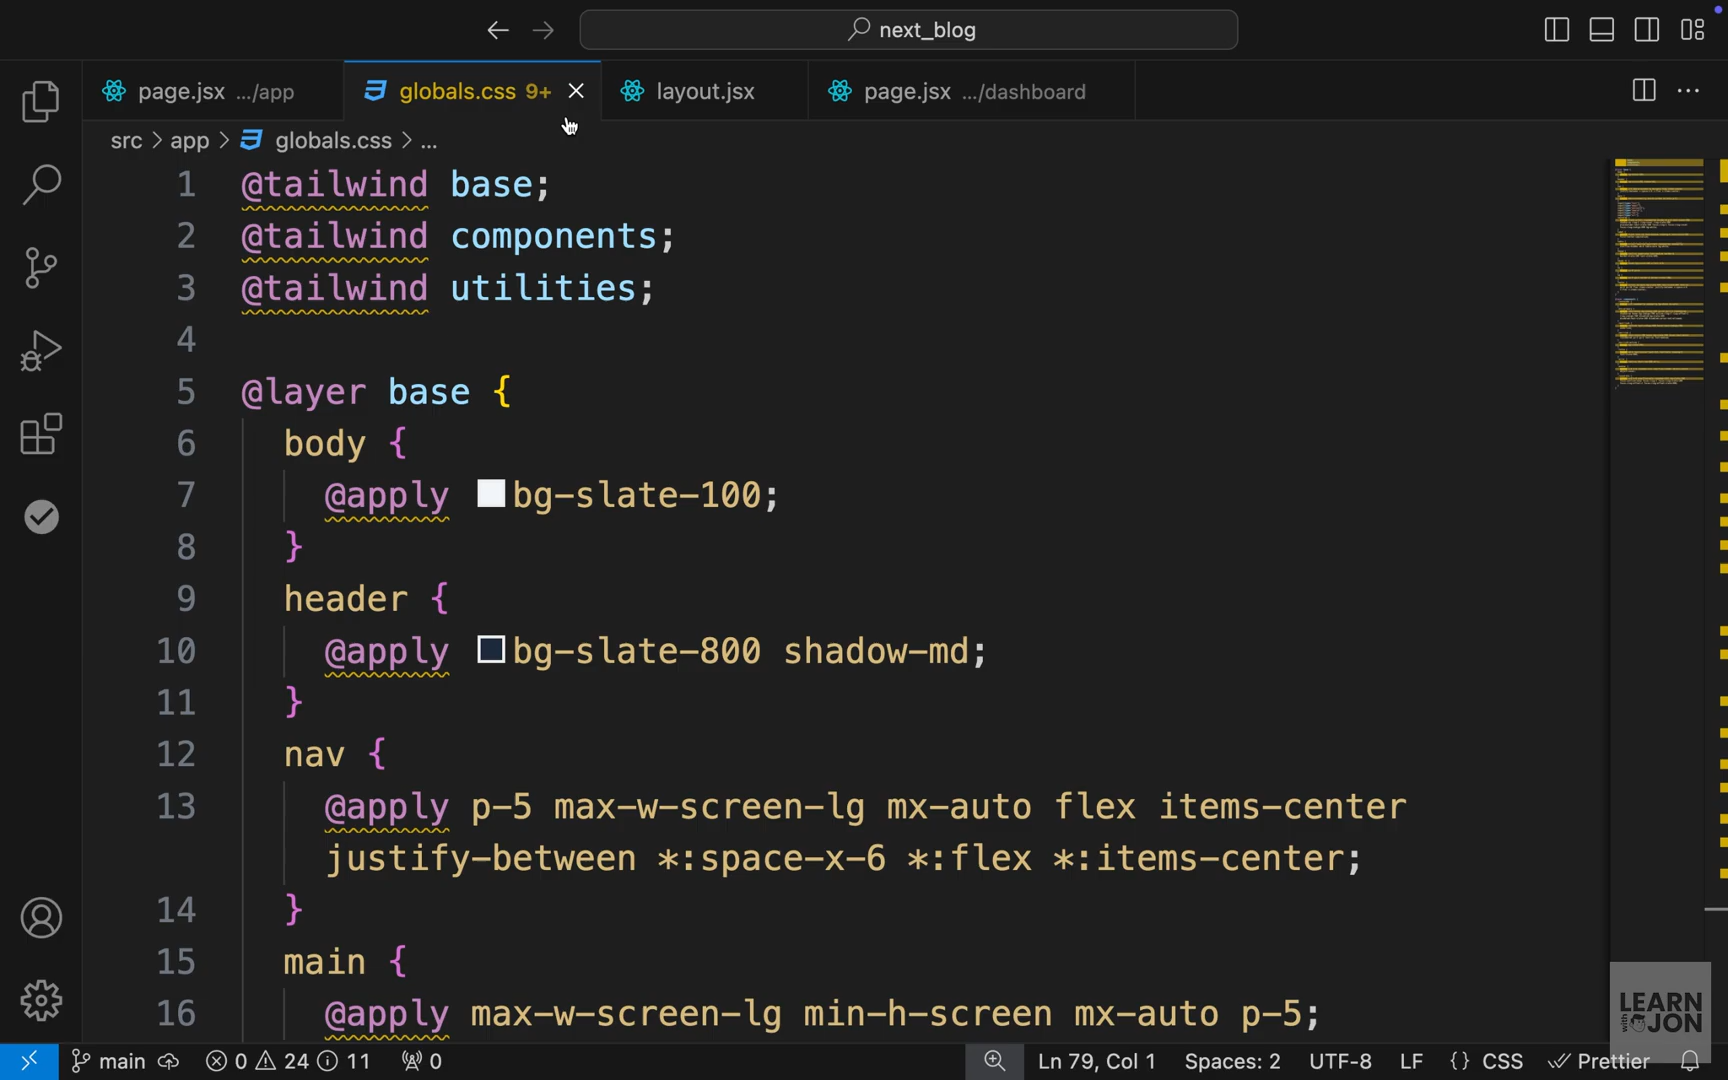 next_blog
page.jsx .../app
globals.css 9+
layout.jsx
page.jsx .../dashboard
src > app > globals.css > ...
1 @tailwind base;
2 @tailwind components;
3 @tailwind utilities;
4
5 @layer base {
6 body {
7 @apply bg-slate-100;
8 }
9 header {
10 @apply bg-slate-800 shadow-md;
11 }
12 nav {
13 @apply p-5 max-w-screen-lg mx-auto flex items-center
justify-between *:space-x-6 *:flex *:items-center;
14 }
15 main {
16 @apply max-w-screen-lg min-h-screen mx-auto p-5;
LEARN
with JON
main 0 24 11 0 Ln 79, Col 1 Spaces: 2 UTF-8 LF {} CSS Prettier